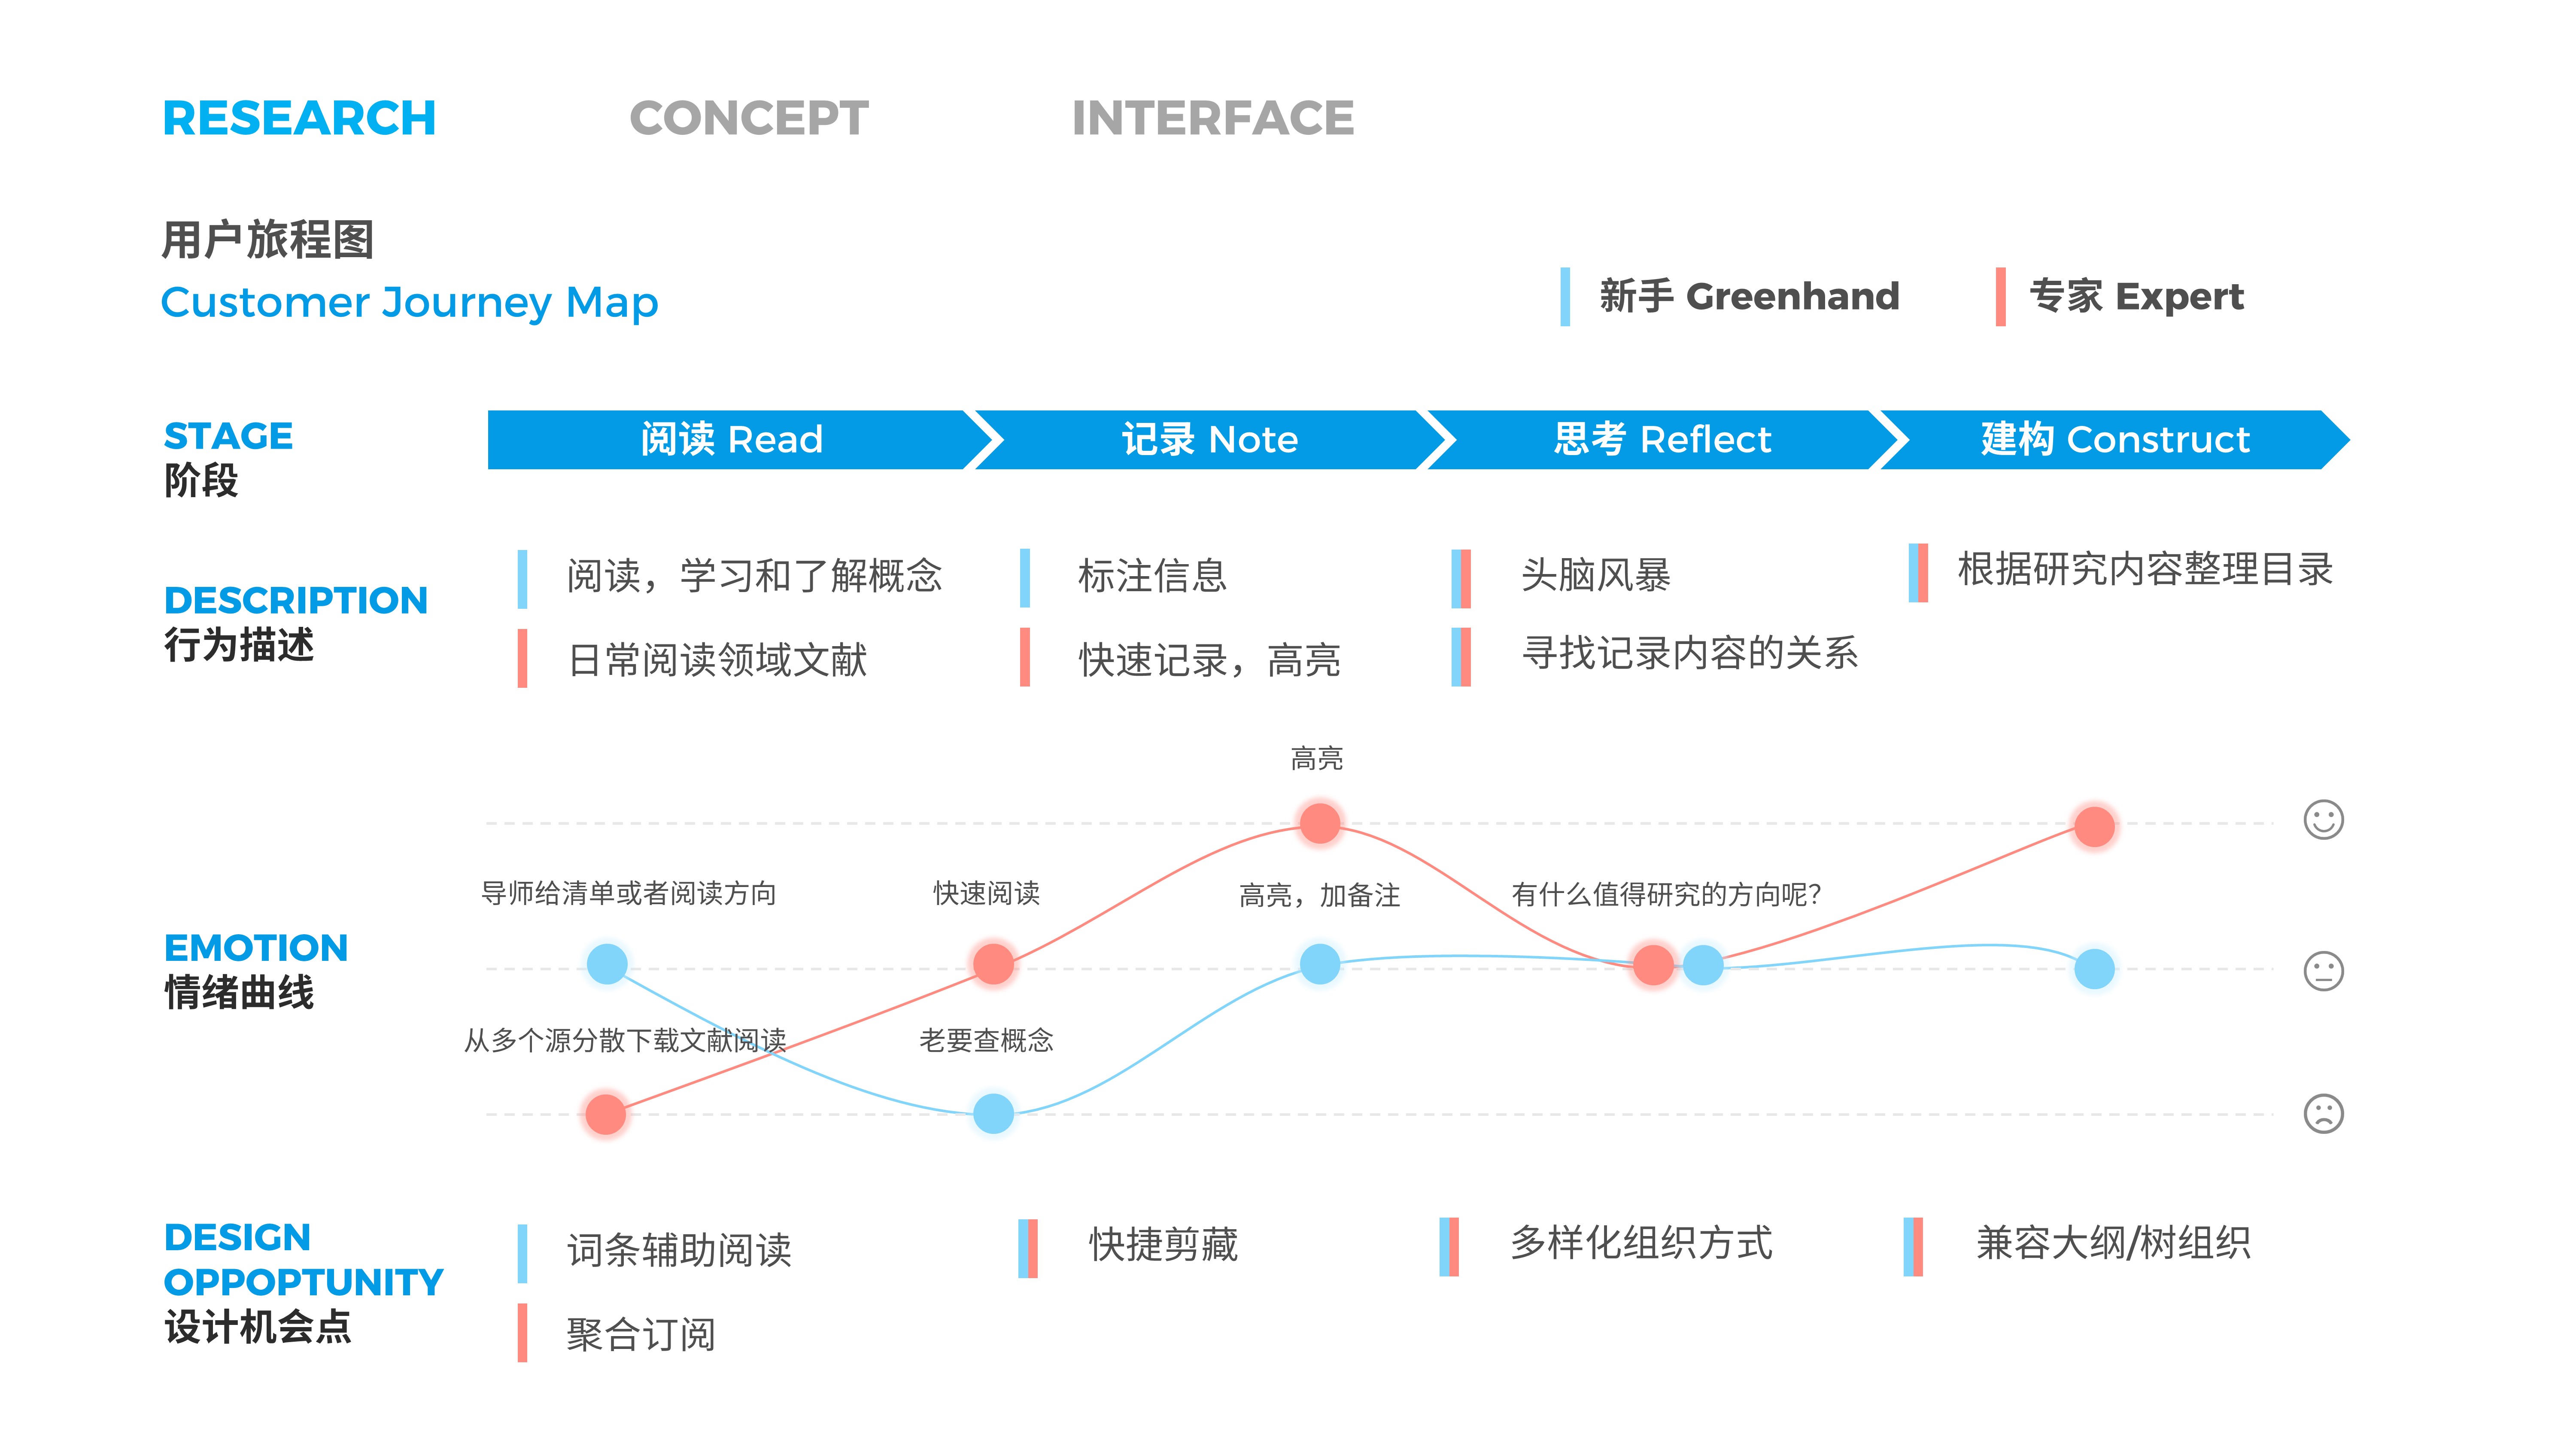 RESEARCH
CONCEPT
INTERFACE
用户旅程图
Customer Journey Map
新手 Greenhand
专家 Expert
STAGE
阶段
阅读 Read
记录 Note
思考 Reflect
建构 Construct
DESCRIPTION
行为描述
阅读，学习和了解概念
日常阅读领域文献
标注信息
快速记录，高亮
头脑风暴
寻找记录内容的关系
根据研究内容整理目录
EMOTION
情绪曲线
高亮
导师给清单或者阅读方向
快速阅读
高亮，加备注
有什么值得研究的方向呢？
从多个源分散下载文献阅读
老要查概念
DESIGN
OPPOPTUNITY
设计机会点
词条辅助阅读
聚合订阅
快捷剪藏
多样化组织方式
兼容大纲/树组织